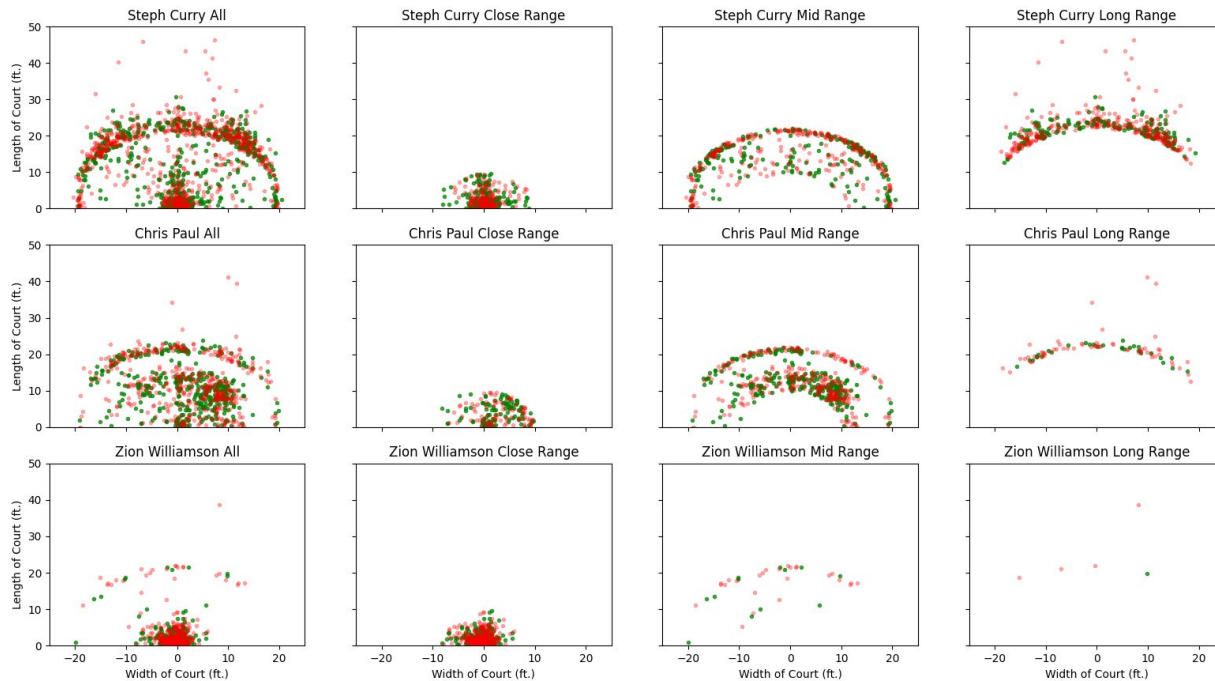 Steph Curry All
Steph Curry Close Range
Steph Curry Mid Range
Steph Curry Long Range
Length of Court (ft.)
50
40
30
20
10
0
Chris Paul All
Chris Paul Close Range
Chris Paul Mid Range
Chris Paul Long Range
Length of Court (ft.)
50
40
30
20
10
0
Zion Williamson All
Zion Williamson Close Range
Zion Williamson Mid Range
Zion Williamson Long Range
Length of Court (ft.)
50
40
30
20
10
0
−20 −10 0 10 20
−20 −10 0 10 20
−20 −10 0 10 20
−20 −10 0 10 20
Width of Court (ft.)
Width of Court (ft.)
Width of Court (ft.)
Width of Court (ft.)